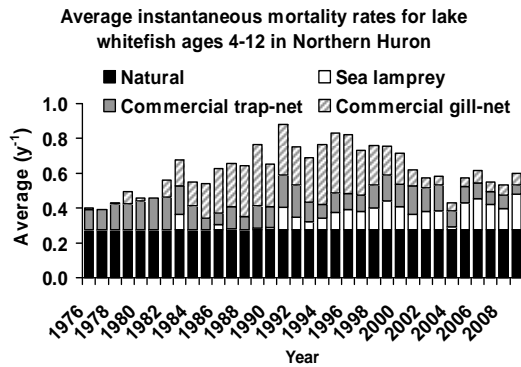 Average instantaneous mortality rates for lake
whitefish ages 4-12 in Northern Huron
Natural
Sea lamprey
Commercial trap-net
Commercial gill-net
Average (y-1)
1.0
0.8
0.6
0.4
0.2
0.0
1976
1978
1980
1982
1984
1986
1988
1990
1992
1994
1996
1998
2000
2002
2004
2006
2008
Year